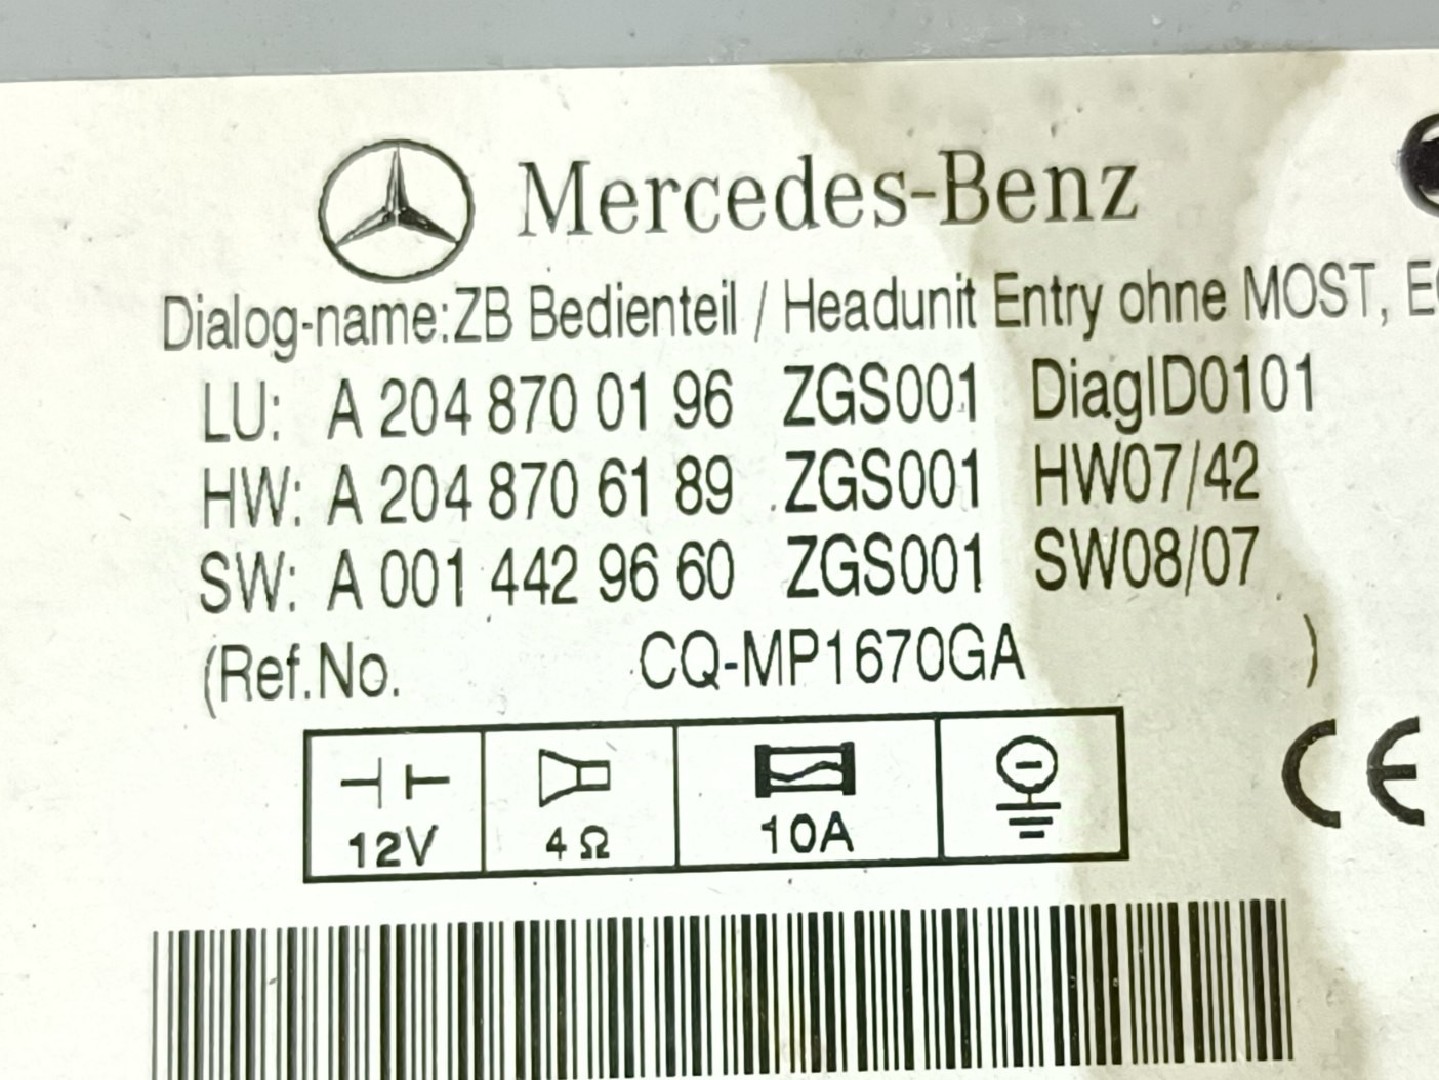 Mercedes-Benz
Dialog-name:ZB Bedienteil / Headunit Entry ohne MOST,
LU: A 204 870 01 96 ZGS001 DiagID0101
HW: A 204 870 61 89 ZGS001 HW07/42
SW: A 001 442 96 60 ZGS001 SW08/07
(Ref.No. CQ-MP1670GA )
12V 4 Ω 10A
CE